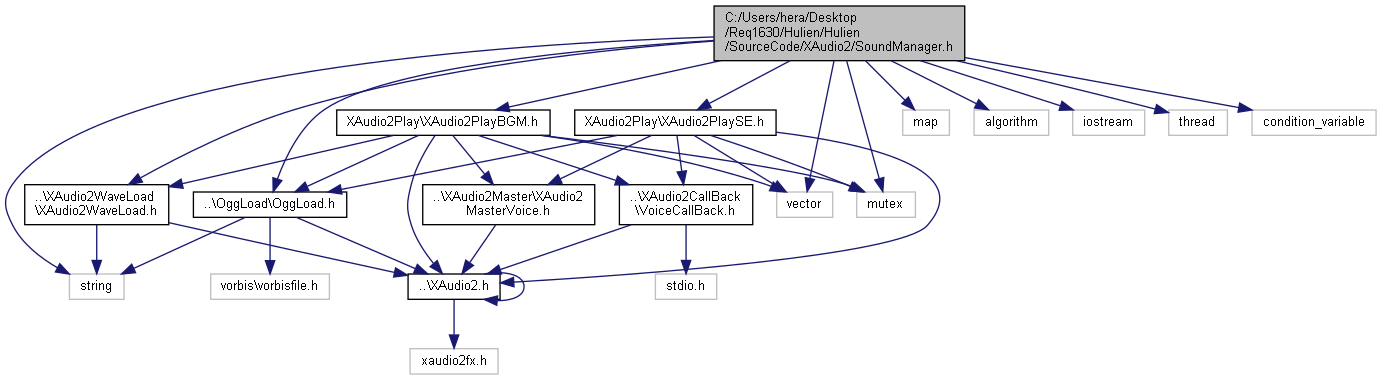 C:/Users/hera/Desktop
/Req1630/Hulien/Hulien
/SourceCode/XAudio2/SoundManager.h
XAudio2Play\XAudio2PlayBGM.h
XAudio2Play\XAudio2PlaySE.h
map
algorithm
iostream
thread
condition_variable
..\XAudio2WaveLoad
\XAudio2WaveLoad.h
..\OggLoad\OggLoad.h
..\XAudio2Master\XAudio2
MasterVoice.h
..\XAudio2CallBack
\VoiceCallBack.h
vector
mutex
string
vorbis\vorbisfile.h
..\XAudio2.h
stdio.h
xaudio2fx.h